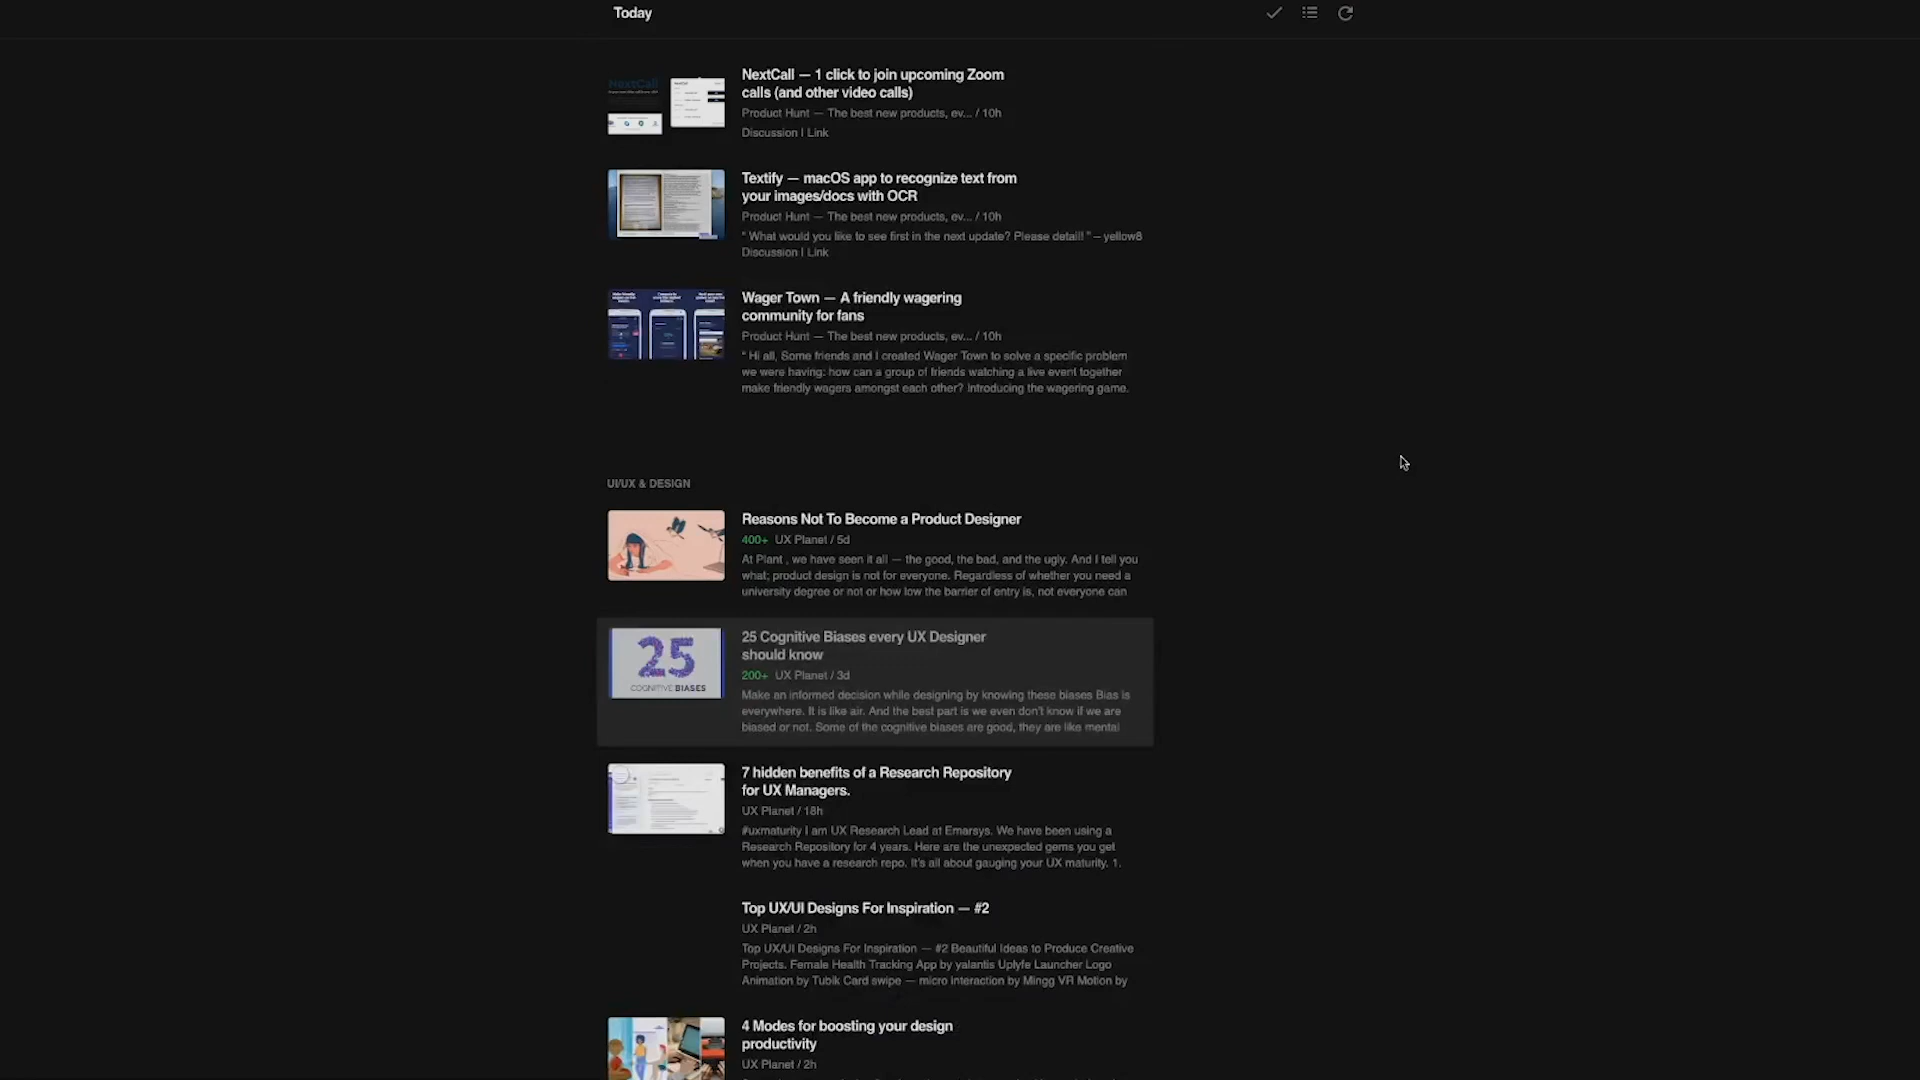 Today
NextCall
NextCall — 1 click to join upcoming Zoom
calls (and other video calls)
Product Hunt — The best new products, ev... / 10h
Discussion | Link
Textify — macOS app to recognize text from
your images/docs with OCR
Product Hunt — The best new products, ev... / 10h
" What would you like to see first in the next update? Please detail! " – yellow8
Discussion | Link
Wager Town — A friendly wagering
community for fans
Product Hunt — The best new products, ev... / 10h
" Hi all, Some friends and I created Wager Town to solve a specific problem
we were having: how can a group of friends watching a live event together
make friendly wagers amongst each other? Introducing the wagering game.
UI/UX & DESIGN
Reasons Not To Become a Product Designer
400+ UX Planet / 5d
At Plant , we have seen it all — the good, the bad, and the ugly. And I tell you
what; product design is not for everyone. Regardless of whether you need a
university degree or not or how low the barrier of entry is, not everyone can
25
COGNITIVE BIASES
25 Cognitive Biases every UX Designer
should know
200+ UX Planet / 3d
Make an informed decision while designing by knowing these biases Bias is
everywhere. It is like air. And the best part is we even don't know if we are
biased or not. Some of the cognitive biases are good, they are like mental
7 hidden benefits of a Research Repository
for UX Managers.
UX Planet / 18h
#uxmaturity I am UX Research Lead at Emarsys. We have been using a
Research Repository for 4 years. Here are the unexpected gems you get
when you have a research repo. It's all about gauging your UX maturity. 1.
Top UX/UI Designs For Inspiration — #2
UX Planet / 2h
Top UX/UI Designs For Inspiration — #2 Beautiful Ideas to Produce Creative
Projects. Female Health Tracking App by yalantis Uplyfe Launcher Logo
Animation by Tubik Card swipe — micro interaction by Mingg VR Motion by
4 Modes for boosting your design
productivity
UX Planet / 2h